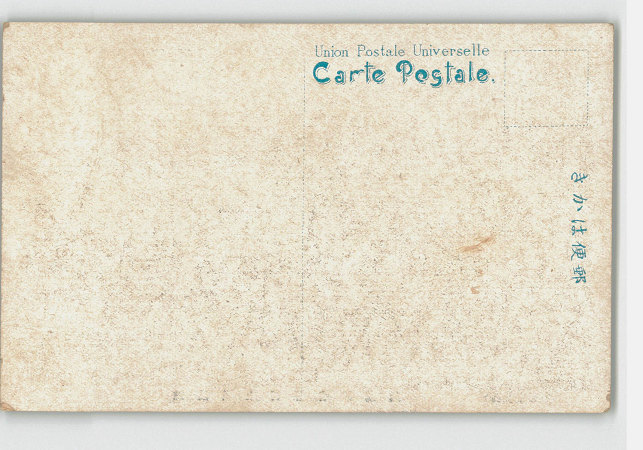 Union Postale Universelle
Carte Postale.
郵便はかき